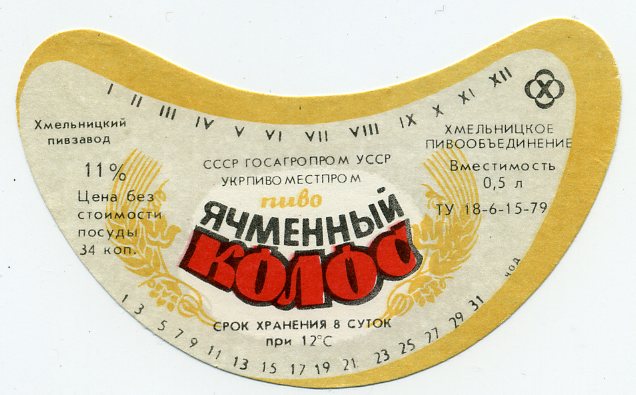 I II III IV V VI VII VIII IX X XI XII
Хмельницкий
пивзавод
11%
Цена без
стоимости
посуды
34 коп.
СССР ГОСАГРОПРОМ УССР
УКРПИВОМЕСТПРОМ
пиво
ЯЧМЕННЫЙ
КОЛОС
СРОК ХРАНЕНИЯ 8 СУТОК
при 12°С
ХМЕЛЬНИЦКОЕ
ПИВООБЪЕДИНЕНИЕ
Вместимость
0,5 л
ТУ 18-6-15-79
1 3 5 7 9 11 13 15 17 19 21 23 25 27 29 31